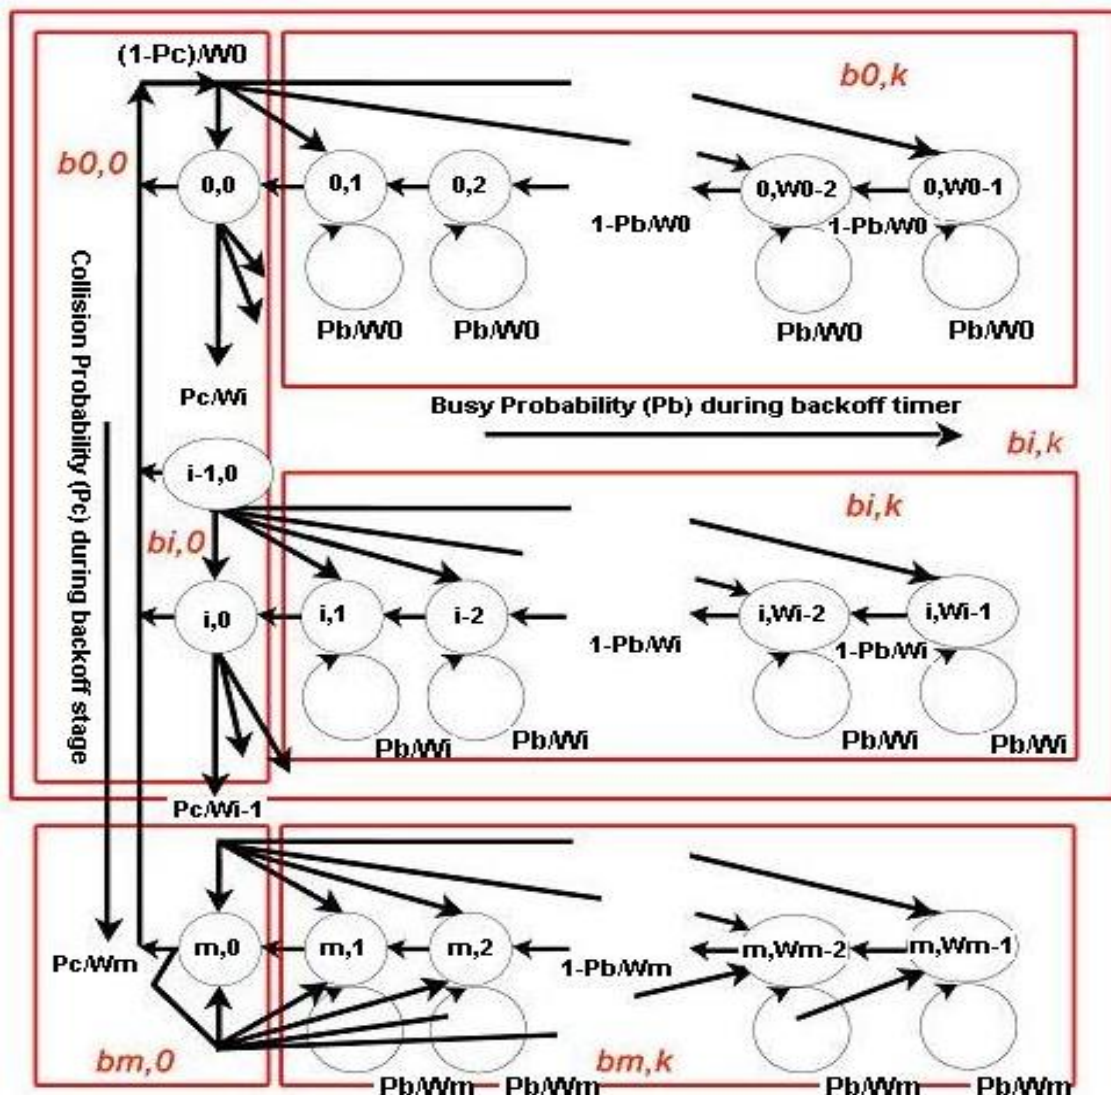 (1-Pc)/W0
b0,k
b0,0
0,0
0,1
0,2
0,W0-2
0,W0-1
1-Pb/W0
1-Pb/W0
Pb/W0
Pb/W0
Pb/W0
Pb/W0
Collision Probability (Pc) during backoff stage
Pc/Wi
Busy Probability (Pb) during backoff timer
bi,k
i-1,0
bi,k
bi,0
i,0
i,1
i-2
i,Wi-2
i,Wi-1
1-Pb/Wi
1-Pb/Wi
Pb/Wi
Pb/Wi
Pb/Wi
Pb/Wi
Pc/Wi-1
m,0
m,1
m,2
m,Wm-2
m,Wm-1
Pc/Wm
1-Pb/Wm
bm,0
bm,k
Pb/Wm
Pb/Wm
Pb/Wm
Pb/Wm